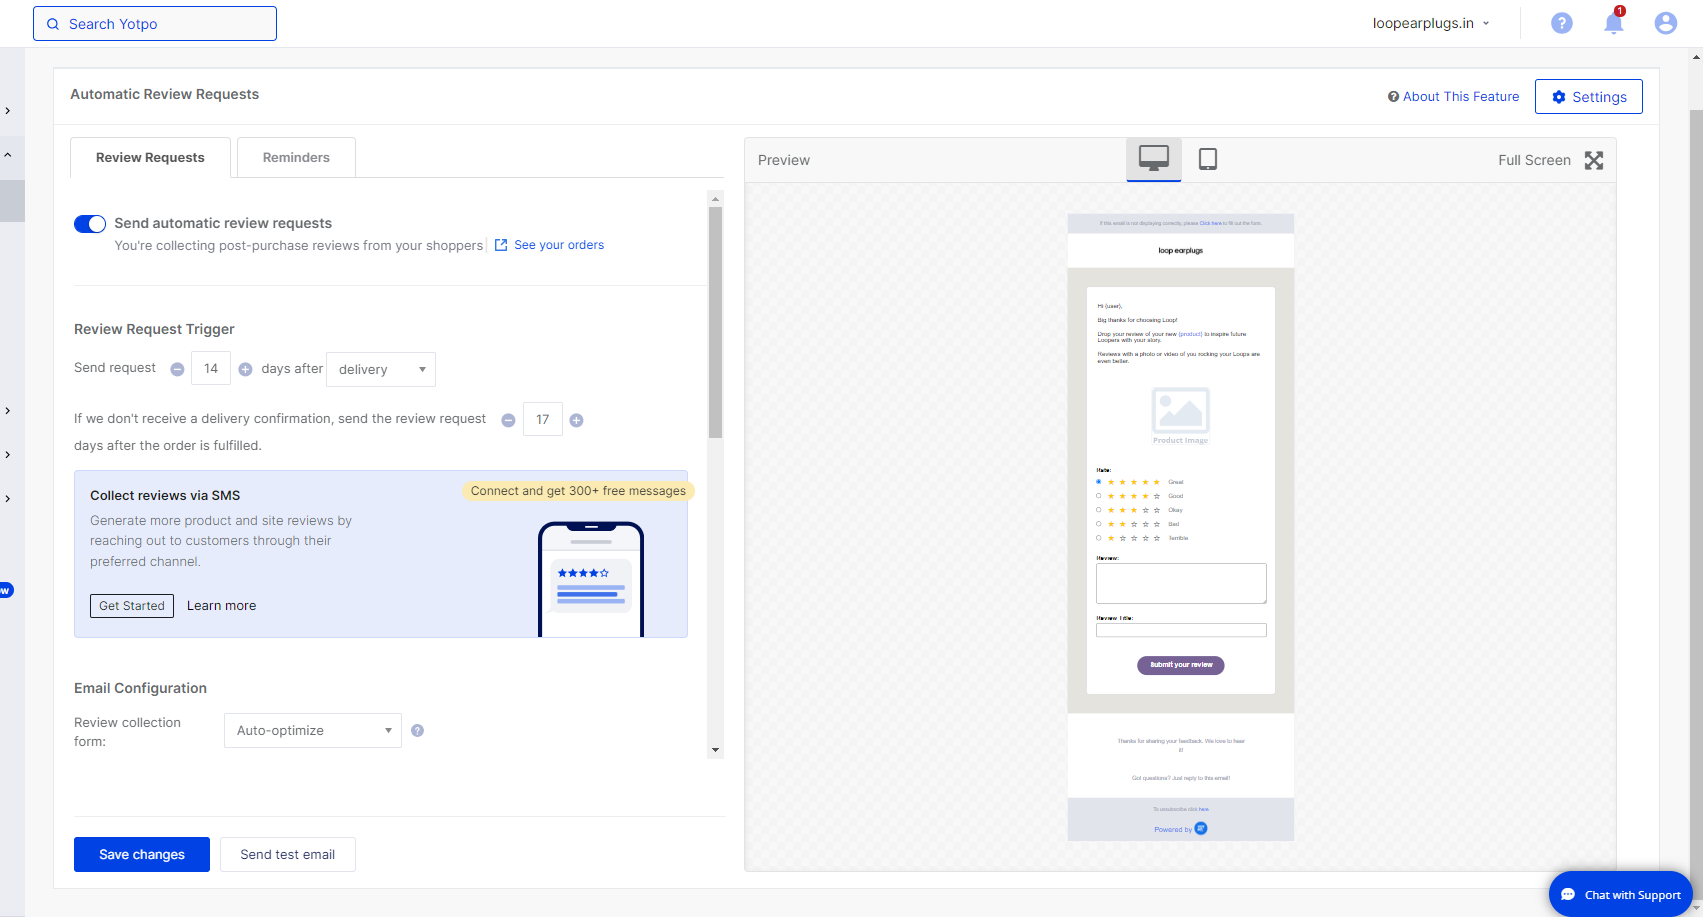 Search Yotpo
loopearplugs.in
1
Automatic Review Requests
About This Feature
Settings
Review Requests
Reminders
Send automatic review requests
You're collecting post-purchase reviews from your shoppers
See your orders
Review Request Trigger
Send request
14
days after
delivery
If we don't receive a delivery confirmation, send the review request
17
days after the order is fulfilled.
Collect reviews via SMS
Connect and get 300+ free messages
Generate more product and site reviews by
reaching out to customers through their
preferred channel.
Get Started
Learn more
Email Configuration
Review collection
form:
Auto-optimize
Save changes
Send test email
Preview
Full Screen
If this email is not displaying correctly, please Click here to fill out the form.
loop earplugs
Hi {user},
Big thanks for choosing Loop!
Drop your review of your new {product} to inspire future
Loopers with your story.
Reviews with a photo or video of you rocking your Loops are
even better.
Product Image
Rate:
Great
Good
Okay
Bad
Terrible
Review:
Review Title:
Submit your review
Thanks for sharing your feedback. We love to hear
it!
Got questions? Just reply to this email!
To unsubscribe click here.
Powered by
Chat with Support